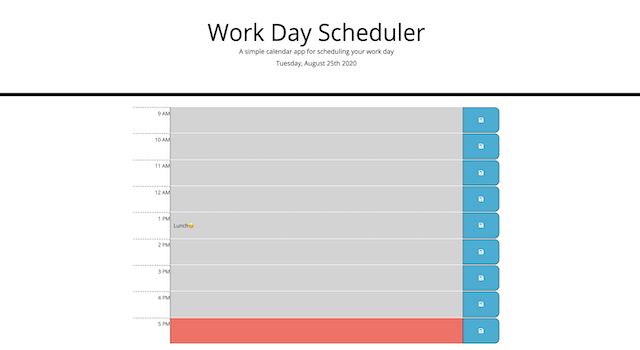 Work Day Scheduler
A simple calendar app for scheduling your work day
Tuesday, August 25th 2020
9 AM
10 AM
11 AM
12 AM
1 PM
Lunch😋
2 PM
3 PM
4 PM
5 PM